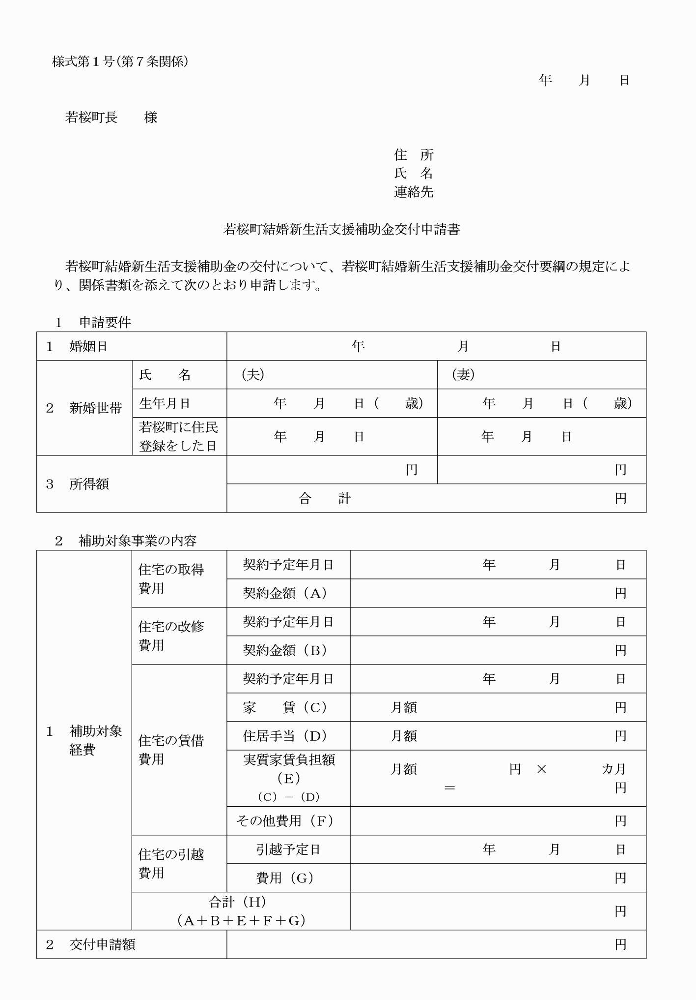 様式第１号(第７条関係)
年　　月　　日
若桜町長　　様
住　所
氏　名
連絡先
若桜町結婚新生活支援補助金交付申請書
若桜町結婚新生活支援補助金の交付について、若桜町結婚新生活支援補助金交付要綱の規定によ
り、関係書類を添えて次のとおり申請します。
１　申請要件
１　婚姻日　　年　　月　　日
２　新婚世帯
氏　　名　（夫）　（妻）
生年月日　　年　　月　　日（　　歳）　　年　　月　　日（　　歳）
若桜町に住民
登録をした日
年　　月　　日　　年　　月　　日
３　所得額
円　　円
合　　計　　円
２　補助対象事業の内容
１　補助対象
経費
住宅の取得
費用
契約予定年月日　　年　　月　　日
契約金額（Ａ）　　円
住宅の改修
費用
契約予定年月日　　年　　月　　日
契約金額（Ｂ）　　円
住宅の賃借
費用
契約予定年月日　　年　　月　　日
家　　賃（Ｃ）　　月額　　円
住居手当（Ｄ）　　月額　　円
実質家賃負担額
（Ｅ）
（Ｃ）－（Ｄ）
月額　　円　×　　カ月
＝　　円
その他費用（Ｆ）　　円
住宅の引越
費用
引越予定日　　年　　月　　日
費用（Ｇ）　　円
合計（Ｈ）
（Ａ＋Ｂ＋Ｅ＋Ｆ＋Ｇ）
円
２　交付申請額　　円